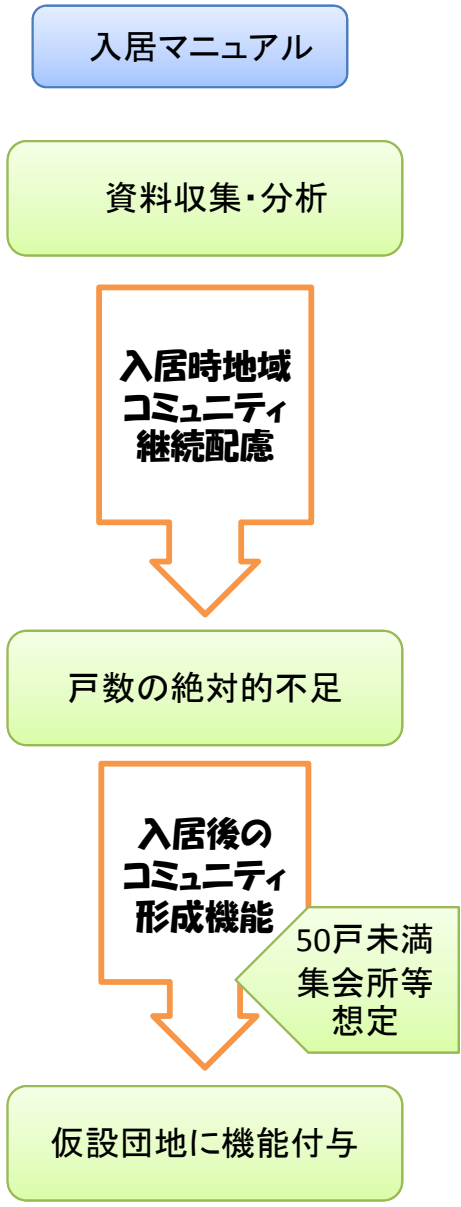 入居マニュアル
資料収集・分析
入居時地域
コミュニティ
継続配慮
戸数の絶対的不足
入居後の
コミュニティ
形成機能
50戸未満
集会所等
想定
仮設団地に機能付与